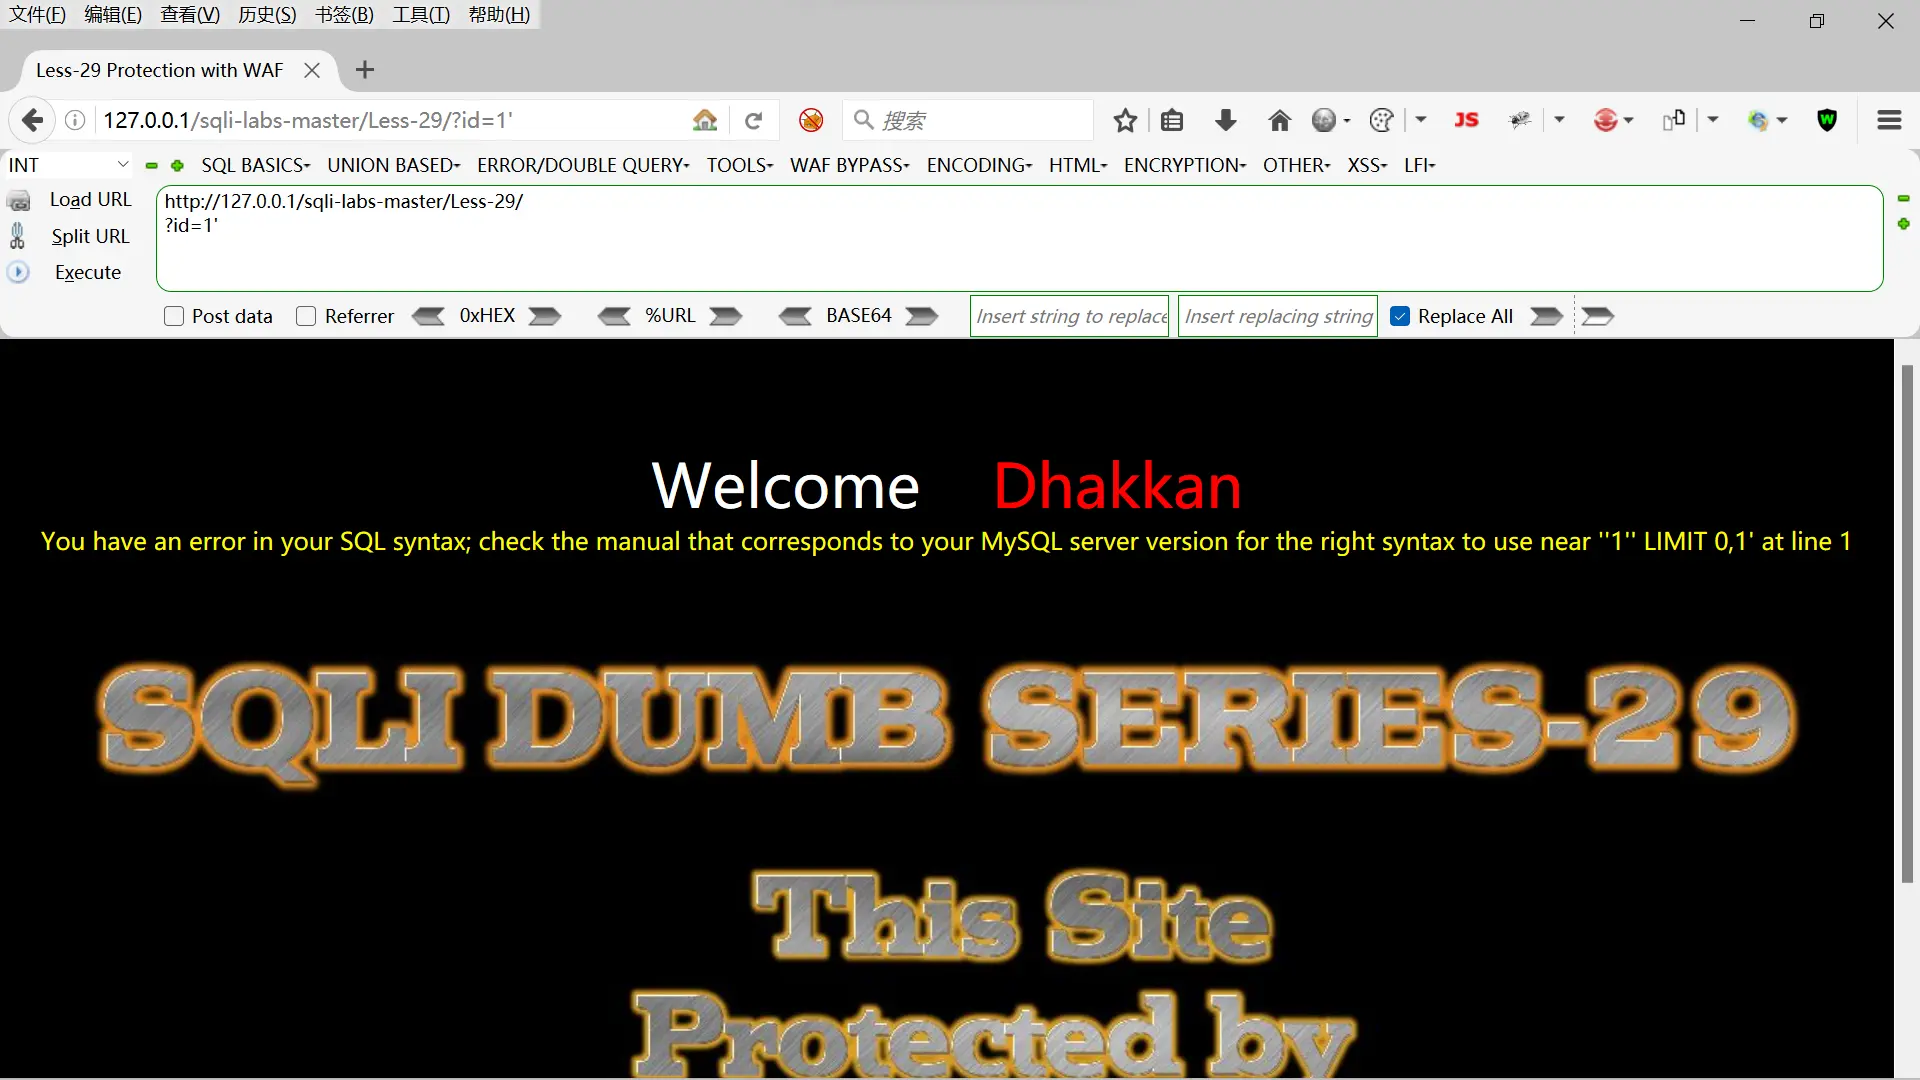 文件(F) 编辑(E) 查看(V) 历史(S) 书签(B) 工具(T) 帮助(H)
Less-29 Protection with WAF
127.0.0.1/sqli-labs-master/Less-29/?id=1'
搜索
JS
W
INT
SQL BASICS UNION BASED ERROR/DOUBLE QUERY TOOLS WAF BYPASS ENCODING HTML ENCRYPTION OTHER XSS LFI
Load URL
http://127.0.0.1/sqli-labs-master/Less-29/
?id=1'
Split URL
Execute
Post data Referrer 0xHEX %URL BASE64 Insert string to replace Insert replacing string Replace All
Welcome Dhakkan
You have an error in your SQL syntax; check the manual that corresponds to your MySQL server version for the right syntax to use near ''1'' LIMIT 0,1' at line 1
SQLI DUMB SERIES-29
This Site
Protected by